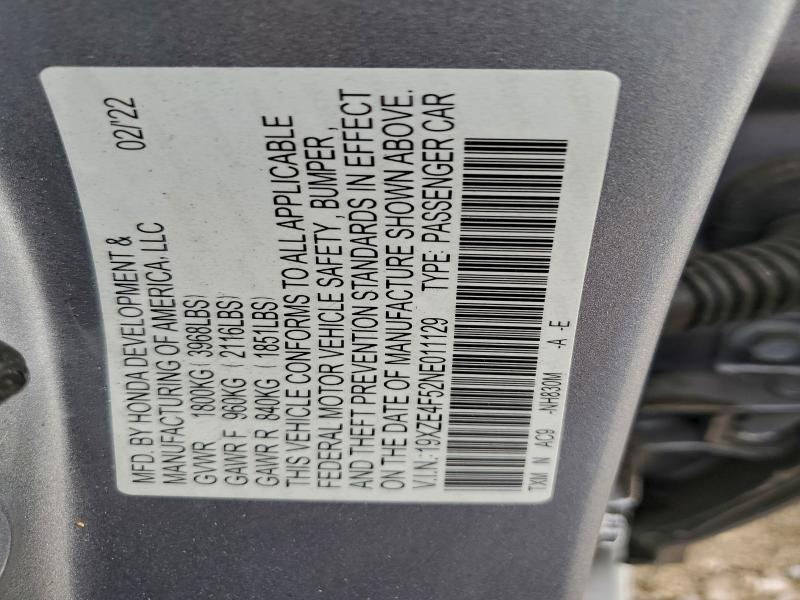 MFD. BY HONDA DEVELOPMENT & 02/'22
MANUFACTURING OF AMERICA, LLC
GVWR 1800KG ( 3968LBS)
GAWR F 960KG ( 2116LBS)
GAWR R 840KG ( 1851LBS)
THIS VEHICLE CONFORMS TO ALL APPLICABLE
FEDERAL MOTOR VEHICLE SAFETY, BUMPER,
AND THEFT PREVENTION STANDARDS IN EFFECT
ON THE DATE OF MANUFACTURE SHOWN ABOVE.
V.I.N.:19XZE4F52NE011129 TYPE: PASSENGER CAR
TXM IN AC9 -NH830M -A -E